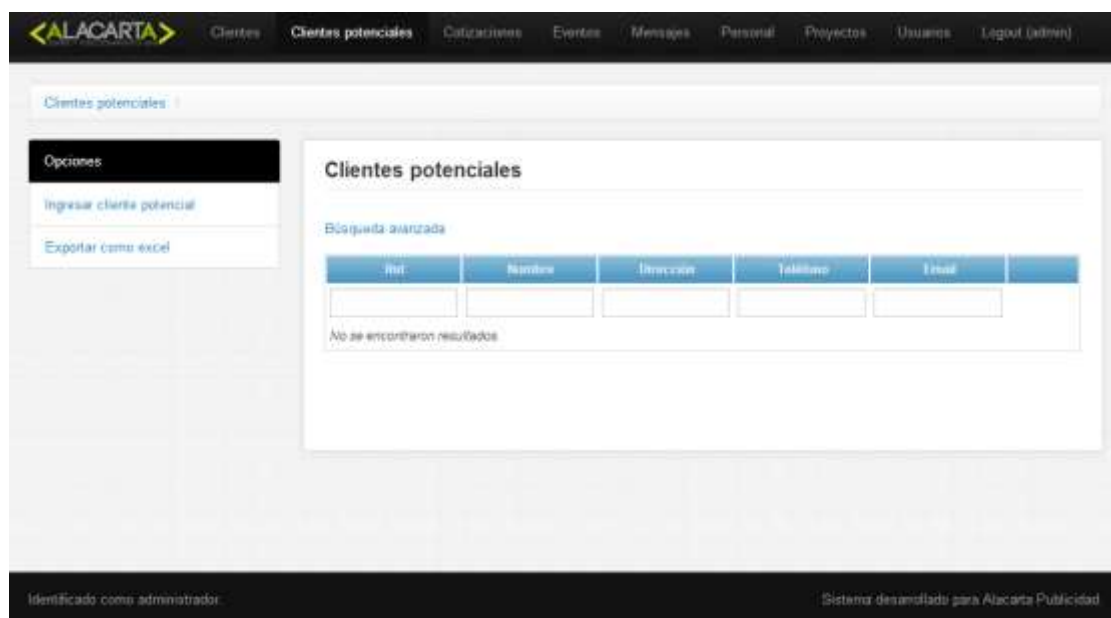 <ALACARTA> Clientes Clientes potenciales Cotizaciones Eventos Mensajes Personal Proyectos Usuarios Logout (admin)
Clientes potenciales /
Opciones
Ingresar cliente potencial
Exportar como excel
Clientes potenciales
Búsqueda avanzada
Rut Nombre Dirección Teléfono Email
No se encontraron resultados.
Identificado como administrador.
Sistema desarrollado para Alacarta Publicidad